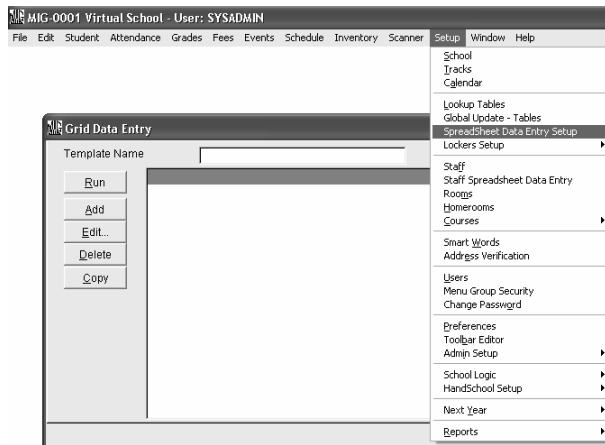 MIG-0001 Virtual School - User: SYSADMIN
File Edit Student Attendance Grades Fees Events Schedule Inventory Scanner Setup Window Help
School
Tracks
Calendar
Lookup Tables
Global Update - Tables
SpreadSheet Data Entry Setup
Lockers Setup
Staff
Staff Spreadsheet Data Entry
Rooms
Homerooms
Courses
Smart Words
Address Verification
Users
Menu Group Security
Change Password
Preferences
Toolbar Editor
Admin Setup
School Logic
HandSchool Setup
Next Year
Reports
Grid Data Entry
Template Name
Run
Add
Edit...
Delete
Copy